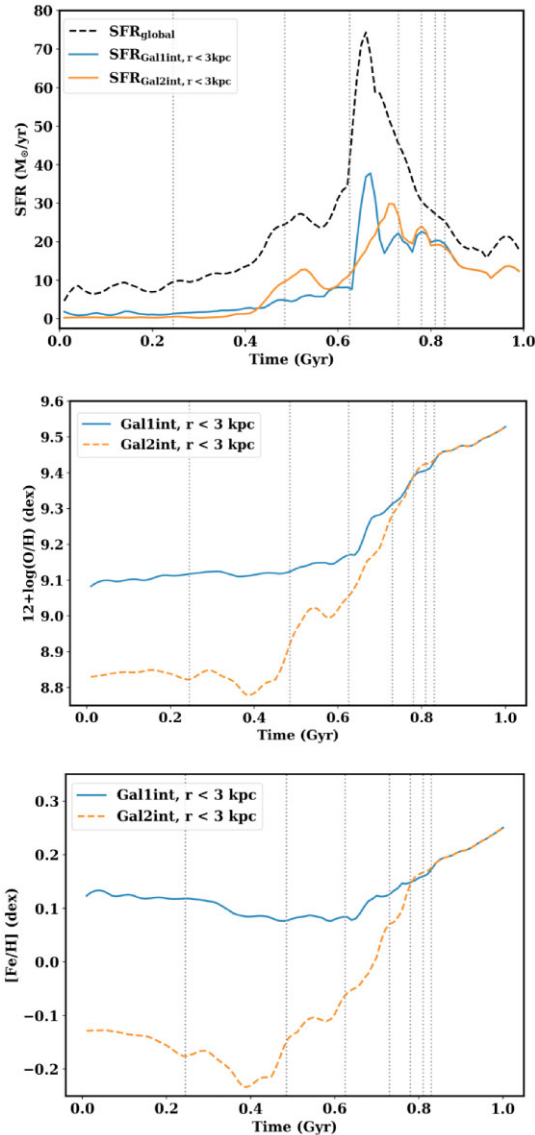 80
70
60
50
40
30
20
10
0
SFR (M⊙/yr)
SFRglobal
SFRGal1int, r < 3kpc
SFRGal2int, r < 3kpc
0.0 0.2 0.4 0.6 0.8 1.0
Time (Gyr)
9.6
9.5
9.4
9.3
9.2
9.1
9.0
8.9
8.8
12+log(O/H) (dex)
Gal1int, r < 3 kpc
Gal2int, r < 3 kpc
0.0 0.2 0.4 0.6 0.8 1.0
Time (Gyr)
0.3
0.2
0.1
0.0
−0.1
−0.2
[Fe/H] (dex)
Gal1int, r < 3 kpc
Gal2int, r < 3 kpc
0.0 0.2 0.4 0.6 0.8 1.0
Time (Gyr)